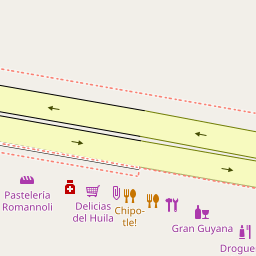 Pastelería
Romannoli
Delicias
del Huila
Chipo-
tle!
Gran Guyana
Drogue